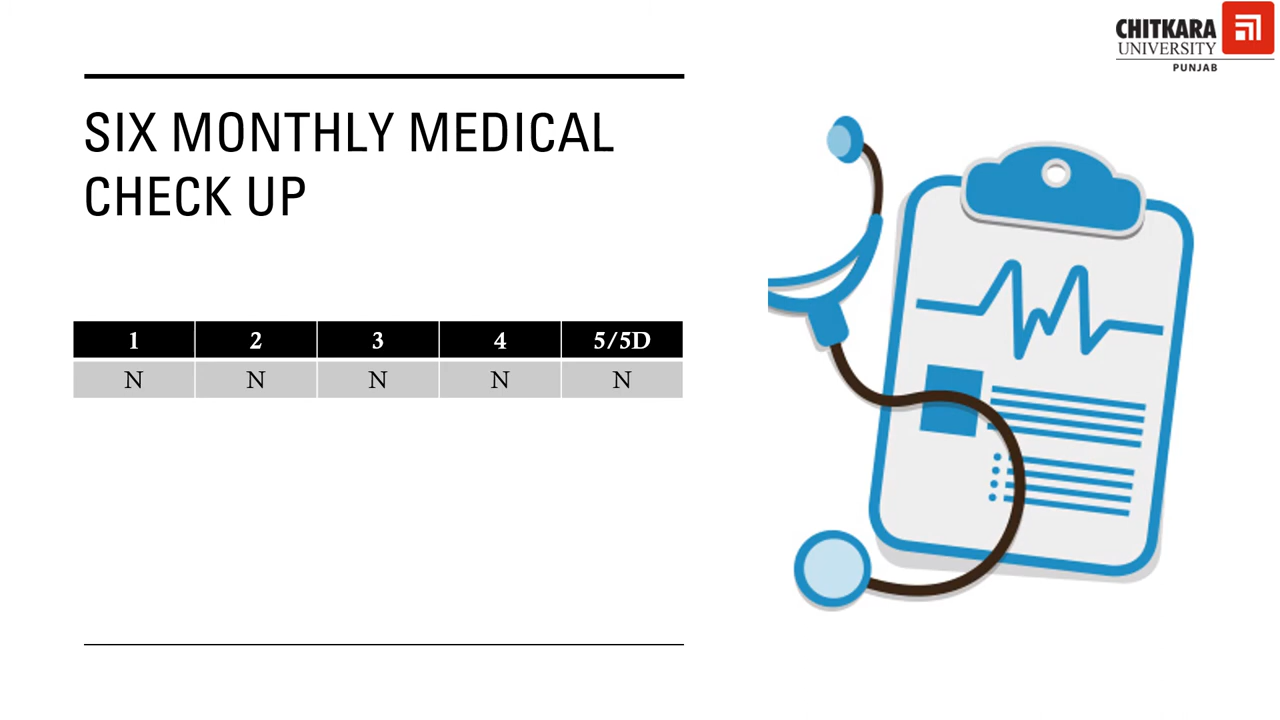 CHITKARA
UNIVERSITY
PUNJAB
SIX MONTHLY MEDICAL
CHECK UP
1 2 3 4 5/5D
N N N N N